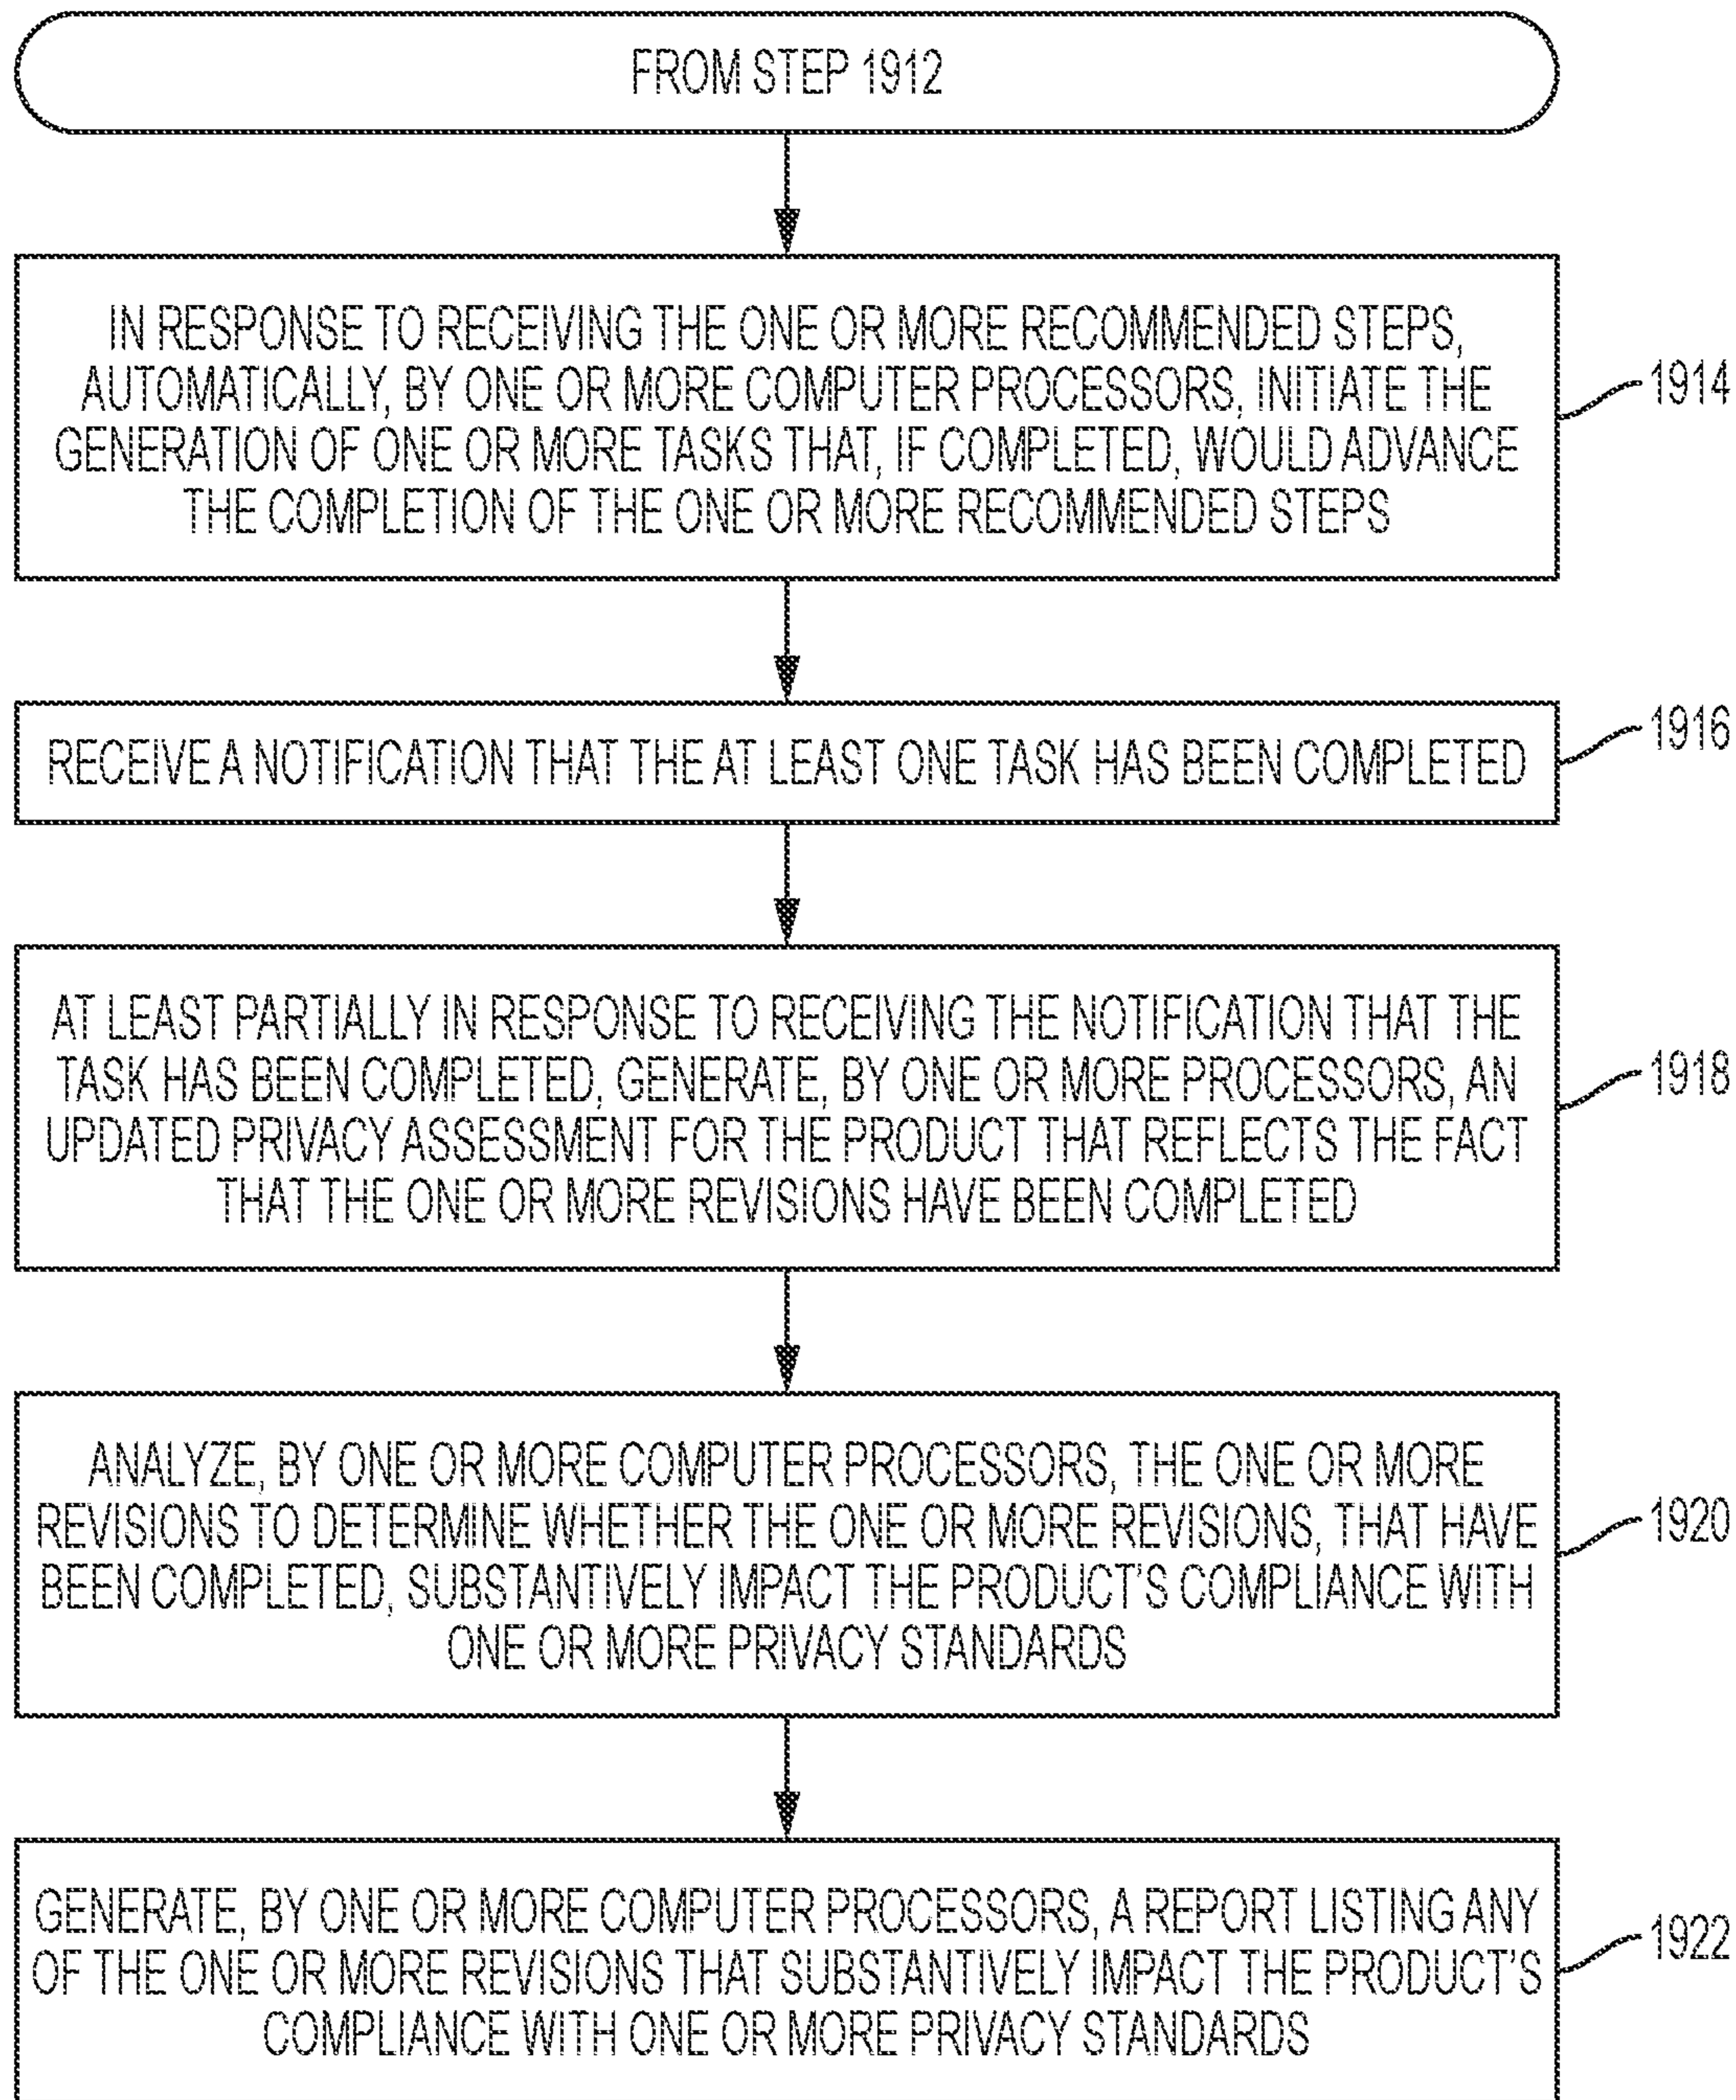 FROM STEP 1912
IN RESPONSE TO RECEIVING THE ONE OR MORE RECOMMENDED STEPS,
AUTOMATICALLY, BY ONE OR MORE COMPUTER PROCESSORS, INITIATE THE
GENERATION OF ONE OR MORE TASKS THAT, IF COMPLETED, WOULD ADVANCE
THE COMPLETION OF THE ONE OR MORE RECOMMENDED STEPS
1914
RECEIVE A NOTIFICATION THAT THE AT LEAST ONE TASK HAS BEEN COMPLETED
1916
AT LEAST PARTIALLY IN RESPONSE TO RECEIVING THE NOTIFICATION THAT THE
TASK HAS BEEN COMPLETED, GENERATE, BY ONE OR MORE PROCESSORS, AN
UPDATED PRIVACY ASSESSMENT FOR THE PRODUCT THAT REFLECTS THE FACT
THAT THE ONE OR MORE REVISIONS HAVE BEEN COMPLETED
1918
ANALYZE, BY ONE OR MORE COMPUTER PROCESSORS, THE ONE OR MORE
REVISIONS TO DETERMINE WHETHER THE ONE OR MORE REVISIONS, THAT HAVE
BEEN COMPLETED, SUBSTANTIVELY IMPACT THE PRODUCT'S COMPLIANCE WITH
ONE OR MORE PRIVACY STANDARDS
1920
GENERATE, BY ONE OR MORE COMPUTER PROCESSORS, A REPORT LISTING ANY
OF THE ONE OR MORE REVISIONS THAT SUBSTANTIVELY IMPACT THE PRODUCT'S
COMPLIANCE WITH ONE OR MORE PRIVACY STANDARDS
1922